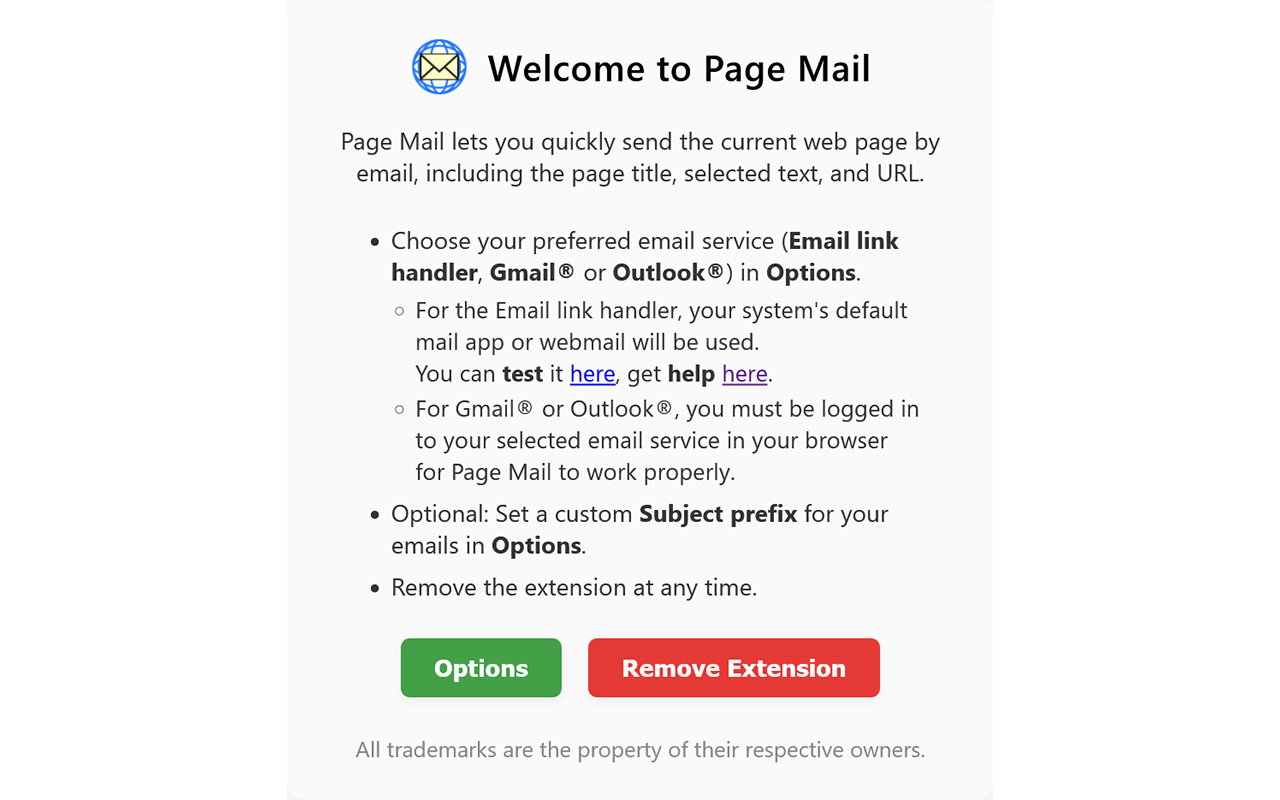 Welcome to Page Mail
Page Mail lets you quickly send the current web page by
email, including the page title, selected text, and URL.
• Choose your preferred email service (Email link
handler, Gmail® or Outlook®) in Options.
◦ For the Email link handler, your system's default
mail app or webmail will be used.
You can test it here, get help here.
◦ For Gmail® or Outlook®, you must be logged in
to your selected email service in your browser
for Page Mail to work properly.
• Optional: Set a custom Subject prefix for your
emails in Options.
• Remove the extension at any time.
Options
Remove Extension
All trademarks are the property of their respective owners.